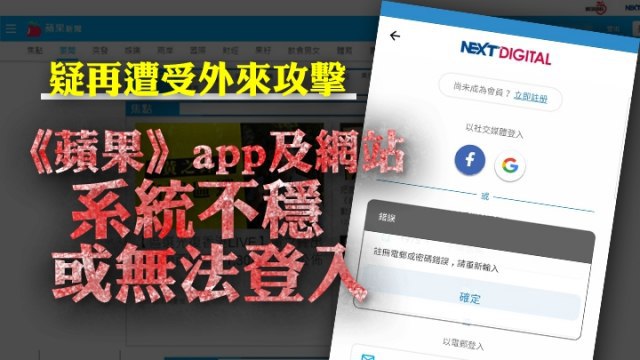 蘋果新聞
疑再遭受外來攻擊
《蘋果》app及網站
系統不穩
或無法登入
NEXT DIGITAL
尚未成為會員？ 立即註冊
以社交媒體登入
或
錯誤
註冊電郵或密碼錯誤，請重新輸入
確定
以電郵登入